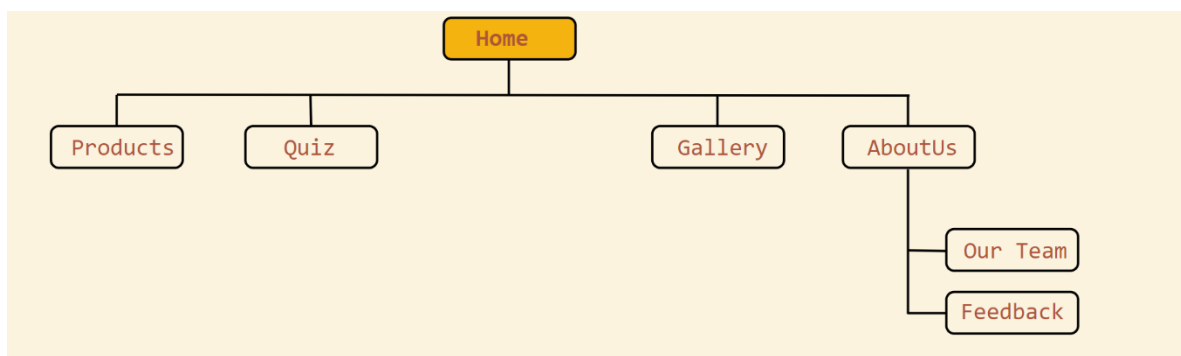 Home
Products
Quiz
Gallery
AboutUs
Our Team
Feedback